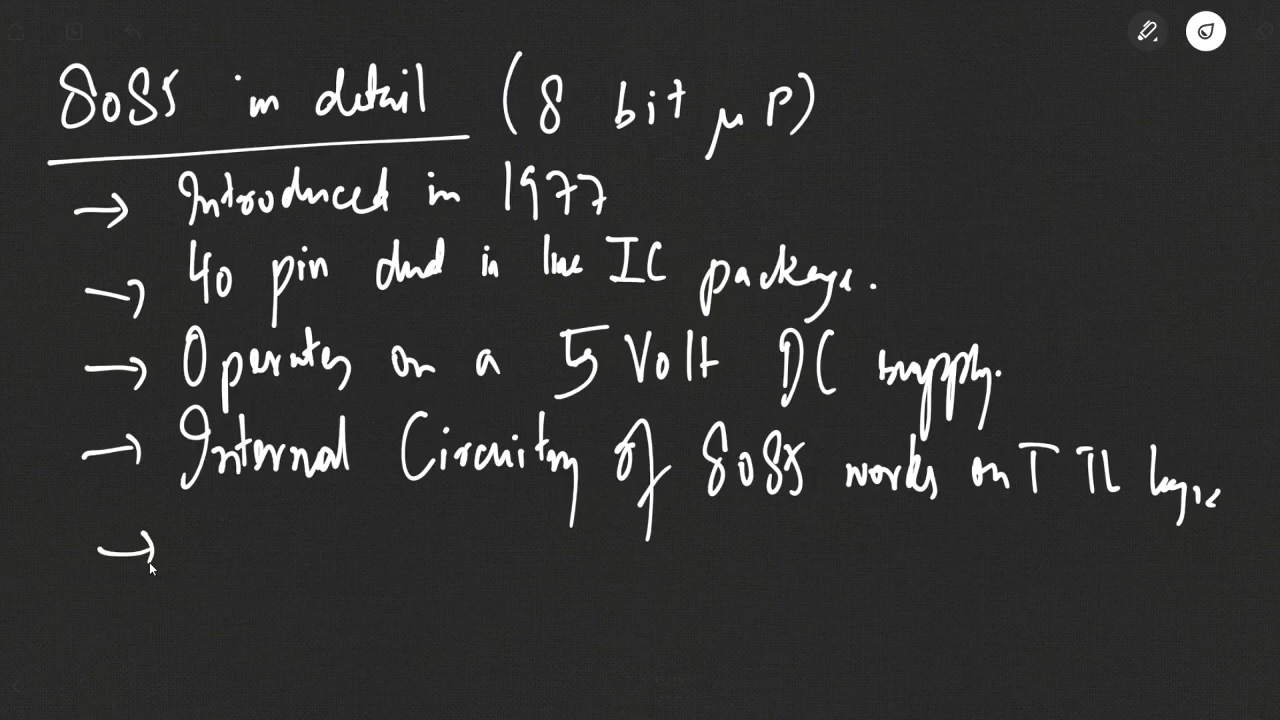 8085 in detail (8 bit μP)
→ Introduced in 1977
→ 40 pin dual in line IC package.
→ Operates on a 5 Volt DC supply.
→ Internal Circuitry of 8085 works on TTL logic
→